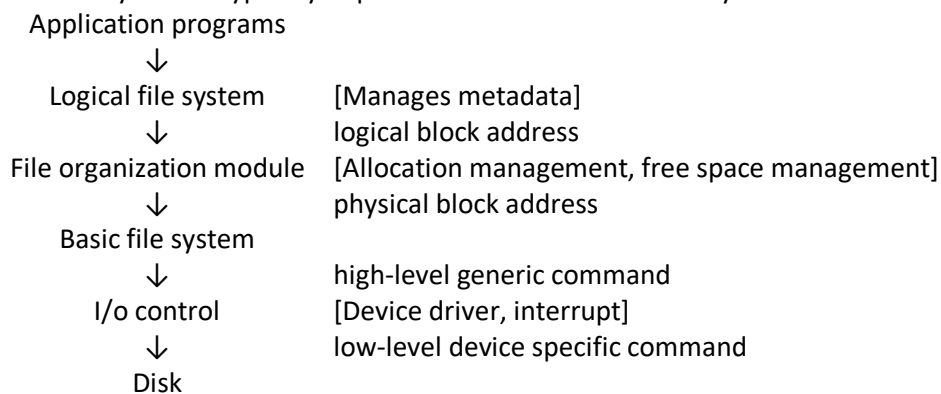 Application programs
↓
Logical file system [Manages metadata]
↓ logical block address
File organization module [Allocation management, free space management]
↓ physical block address
Basic file system
↓ high-level generic command
I/o control [Device driver, interrupt]
↓ low-level device specific command
Disk